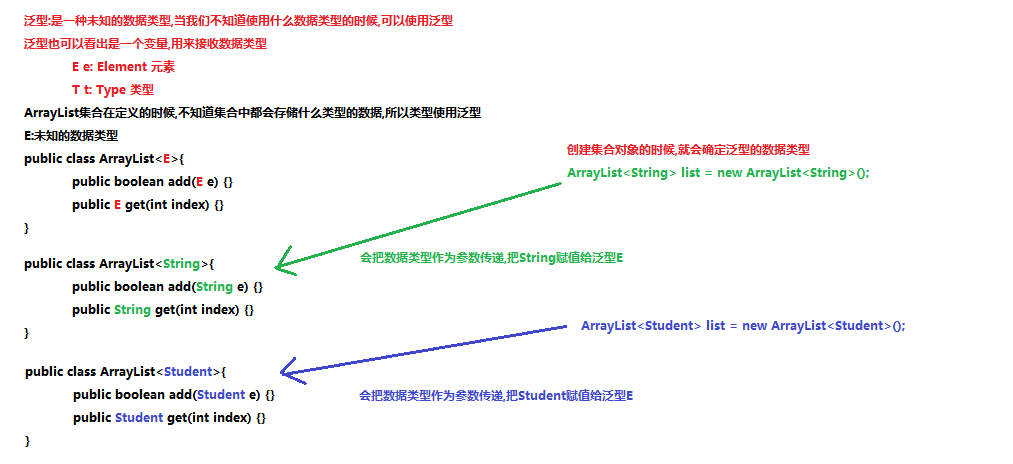 泛型:是一种未知的数据类型,当我们不知道使用什么数据类型的时候,可以使用泛型
泛型也可以看出是一个变量,用来接收数据类型
E e: Element 元素
T t: Type 类型
ArrayList集合在定义的时候,不知道集合中都会存储什么类型的数据,所以类型使用泛型
E:未知的数据类型
public class ArrayList<E>{
public boolean add(E e) {}
public E get(int index) {}
}
创建集合对象的时候,就会确定泛型的数据类型
ArrayList<String> list = new ArrayList<String>();
会把数据类型作为参数传递,把String赋值给泛型E
public class ArrayList<String>{
public boolean add(String e) {}
public String get(int index) {}
}
ArrayList<Student> list = new ArrayList<Student>();
public class ArrayList<Student>{
public boolean add(Student e) {}
会把数据类型作为参数传递,把Student赋值给泛型E
public Student get(int index) {}
}